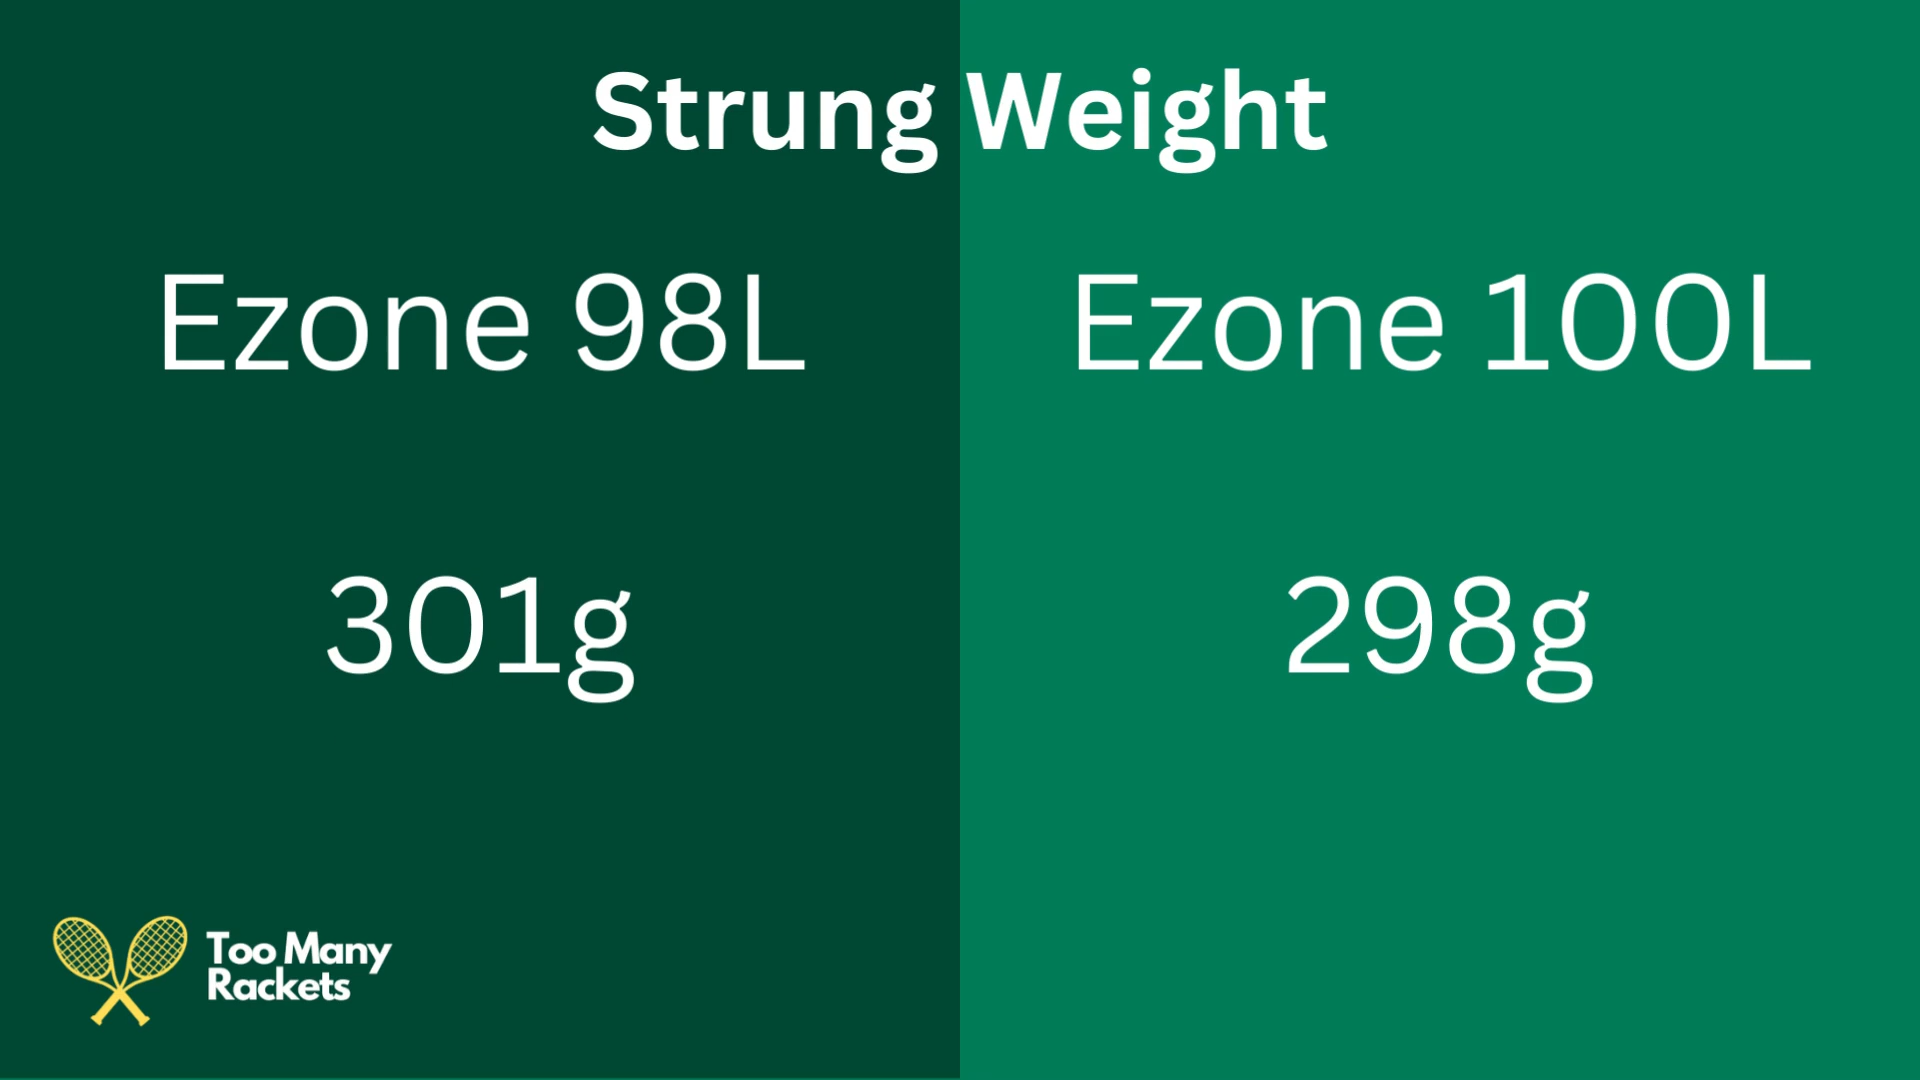 Strung Weight
Ezone 98L
Ezone 100L
301g
298g
Too Many
Rackets